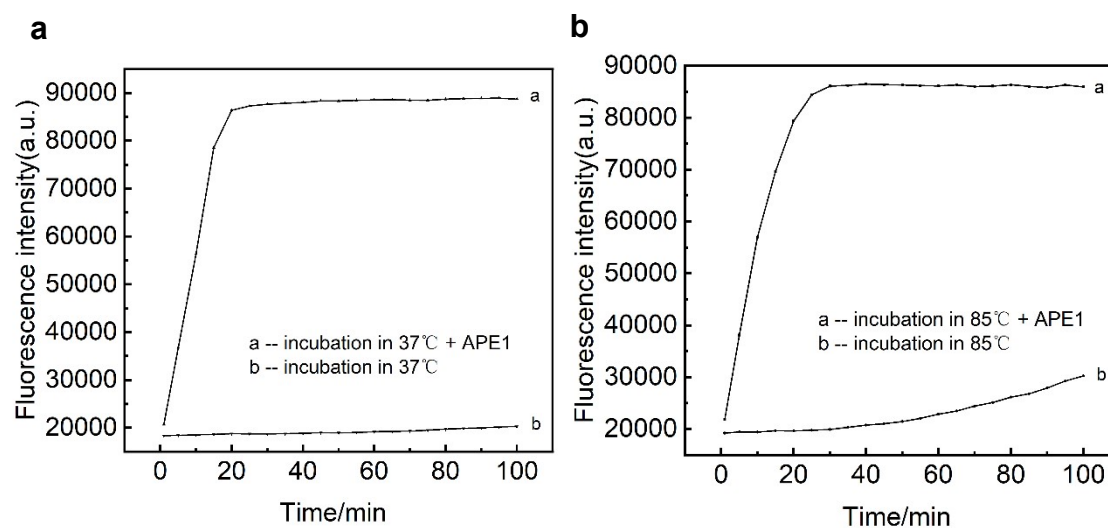 a
Fluorescence intensity(a.u.)
90000
80000
70000
60000
50000
40000
30000
20000
a
a -- incubation in 37℃ + APE1
b -- incubation in 37℃
b
0 20 40 60 80 100
Time/min
b
Fluorescence intensity(a.u.)
90000
80000
70000
60000
50000
40000
30000
20000
a
a -- incubation in 85℃ + APE1
b -- incubation in 85℃
b
0 20 40 60 80 100
Time/min